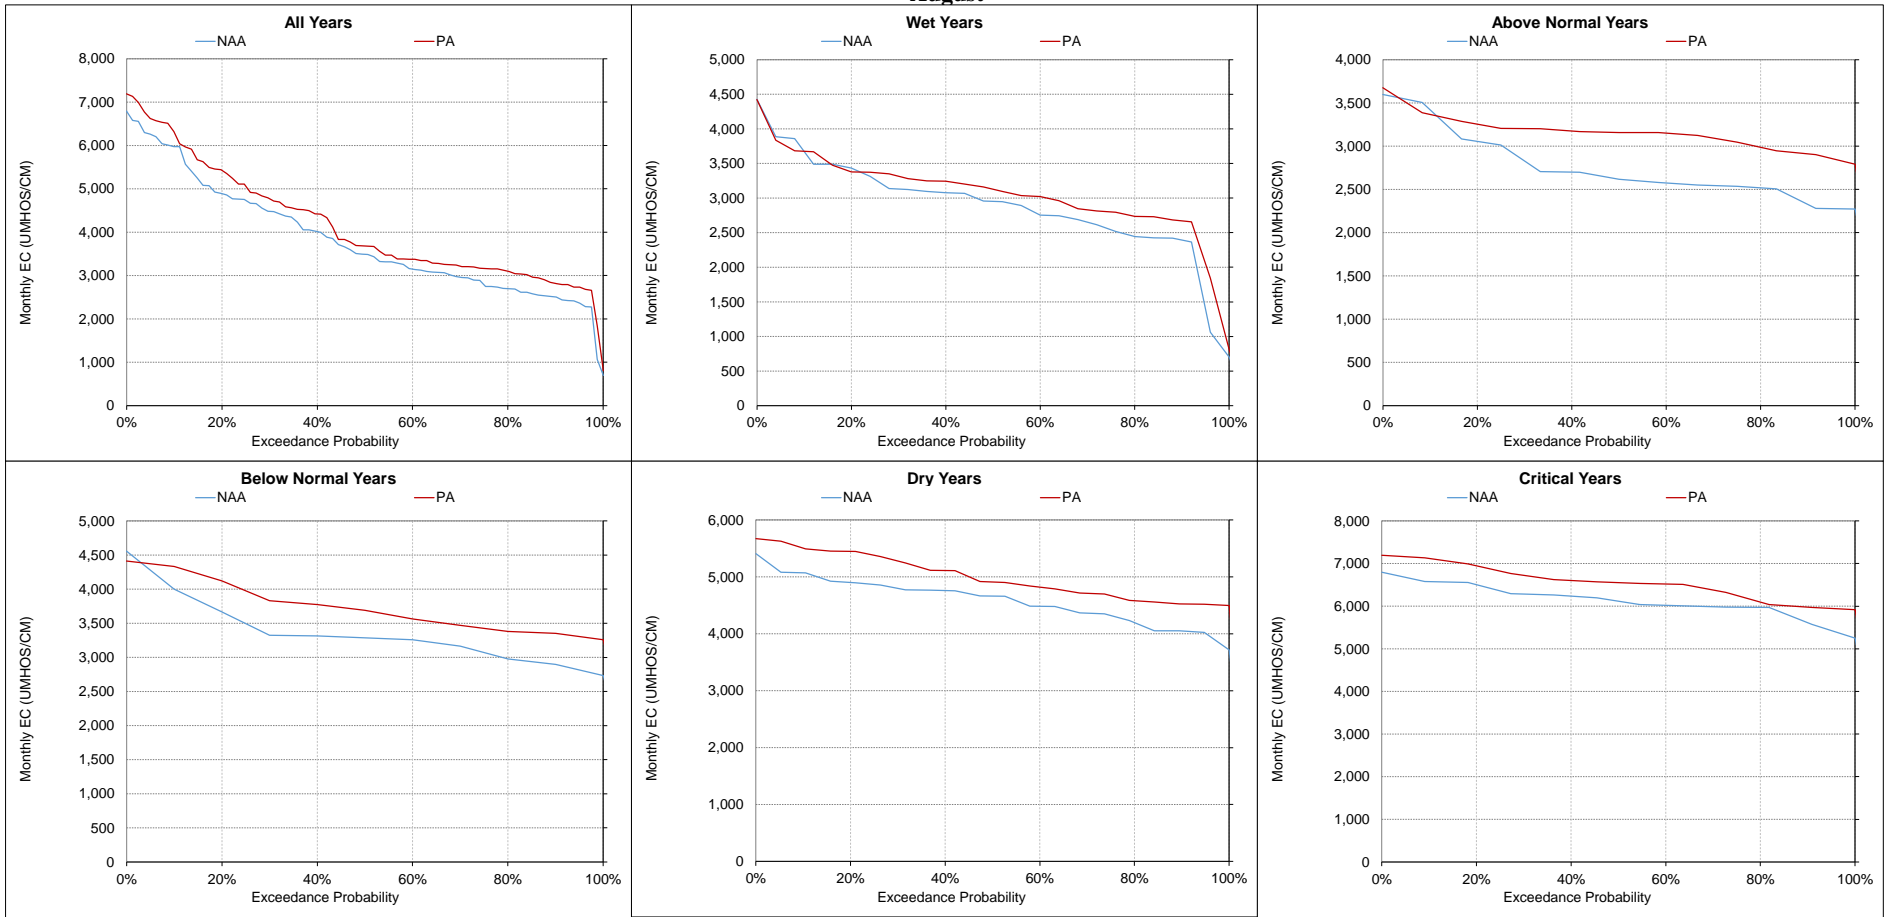 August
All Years
NAA PA
8,000
7,000
6,000
5,000
4,000
3,000
2,000
1,000
0
Monthly EC (UMHOS/CM)
0% 20% 40% 60% 80% 100%
Exceedance Probability
Wet Years
NAA PA
5,000
4,500
4,000
3,500
3,000
2,500
2,000
1,500
1,000
500
0
Monthly EC (UMHOS/CM)
0% 20% 40% 60% 80% 100%
Exceedance Probability
Above Normal Years
NAA PA
4,000
3,500
3,000
2,500
2,000
1,500
1,000
500
0
Monthly EC (UMHOS/CM)
0% 20% 40% 60% 80% 100%
Exceedance Probability
Below Normal Years
NAA PA
5,000
4,500
4,000
3,500
3,000
2,500
2,000
1,500
1,000
500
0
Monthly EC (UMHOS/CM)
0% 20% 40% 60% 80% 100%
Exceedance Probability
Dry Years
NAA PA
6,000
5,000
4,000
3,000
2,000
1,000
0
Monthly EC (UMHOS/CM)
0% 20% 40% 60% 80% 100%
Exceedance Probability
Critical Years
NAA PA
8,000
7,000
6,000
5,000
4,000
3,000
2,000
1,000
0
Monthly EC (UMHOS/CM)
0% 20% 40% 60% 80% 100%
Exceedance Probability